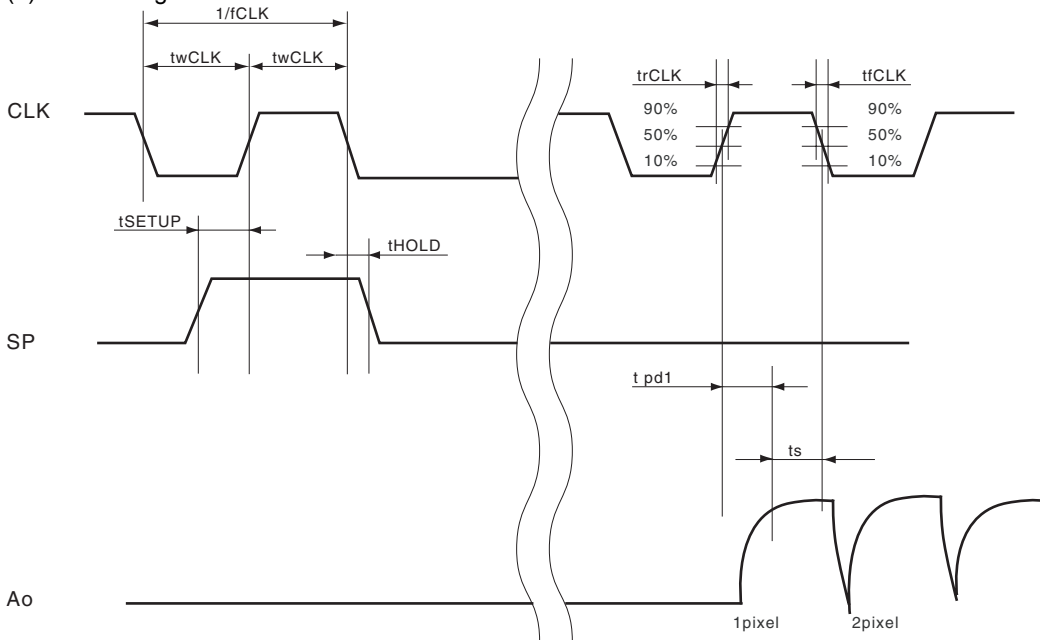 1/fCLK
twCLK twCLK
trCLK tfCLK
CLK
90% 90%
50% 50%
10% 10%
tSETUP
tHOLD
SP
t pd1
ts
Ao
1pixel 2pixel